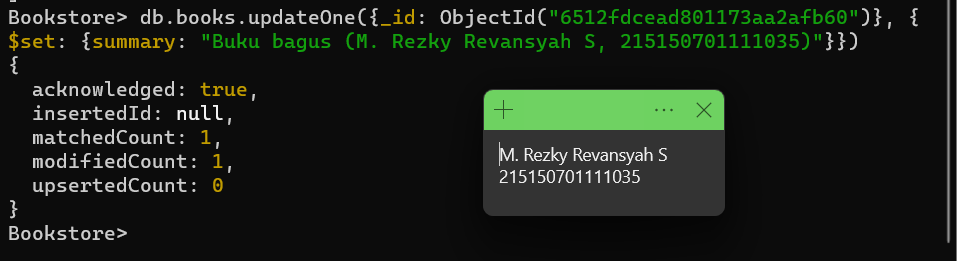 Bookstore> db.books.updateOne({_id: ObjectId("6512fdcead801173aa2afb60")}, {
$set: {summary: "Buku bagus (M. Rezky Revansyah S, 215150701111035)"}})
{
  acknowledged: true,
  insertedId: null,
  matchedCount: 1,
  modifiedCount: 1,
  upsertedCount: 0
}
Bookstore>
M. Rezky Revansyah S
215150701111035